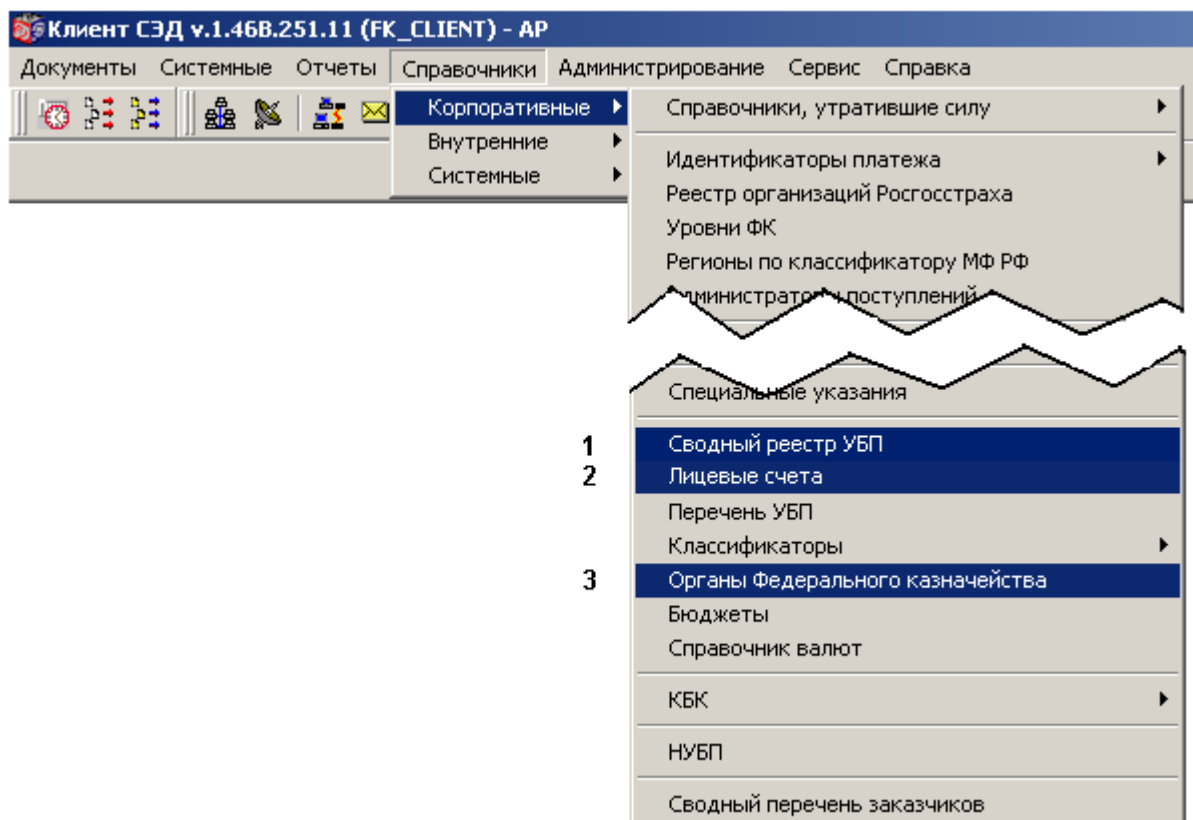 Клиент СЭД v.1.46B.251.11 (FK_CLIENT) - AP
Документы Системные Отчеты Справочники Администрирование Сервис Справка
Корпоративные
Внутренние
Системные
Справочники, утратившие силу
Идентификаторы платежа
Реестр организаций Росгосстраха
Уровни ФК
Регионы по классификатору МФ РФ
Администраторы поступлений
Специальные указания
1 Сводный реестр УБП
2 Лицевые счета
Перечень УБП
Классификаторы
3 Органы Федерального казначейства
Бюджеты
Справочник валют
КБК
НУБП
Сводный перечень заказчиков